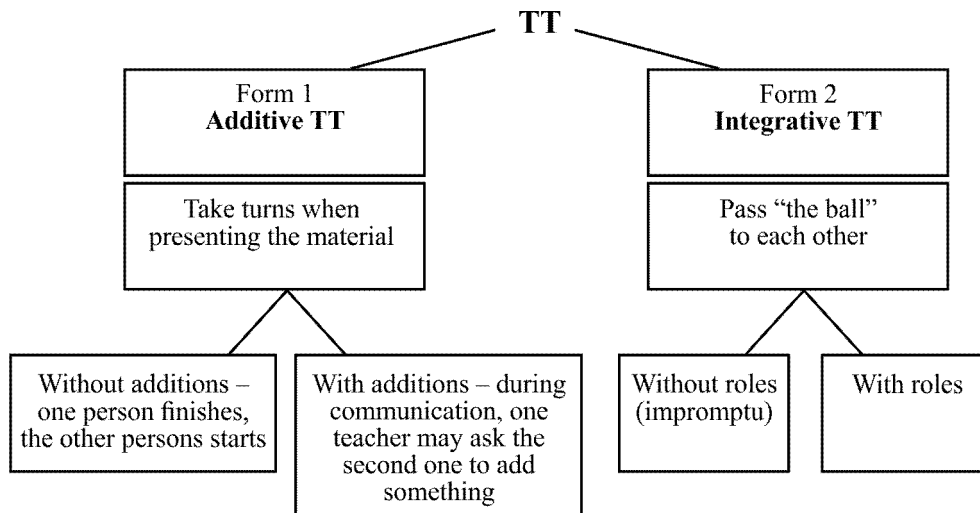 TT
Form 1
Additive TT
Take turns when
presenting the material
Without additions –
one person finishes,
the other persons starts
With additions – during
communication, one
teacher may ask the
second one to add
something
Form 2
Integrative TT
Pass “the ball”
to each other
Without roles
(impromptu)
With roles